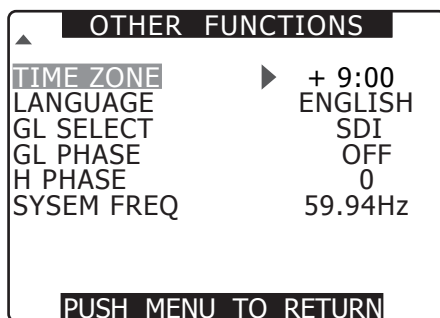 OTHER FUNCTIONS
TIME ZONE + 9:00
LANGUAGE ENGLISH
GL SELECT SDI
GL PHASE OFF
H PHASE 0
SYSEM FREQ 59.94Hz
PUSH MENU TO RETURN